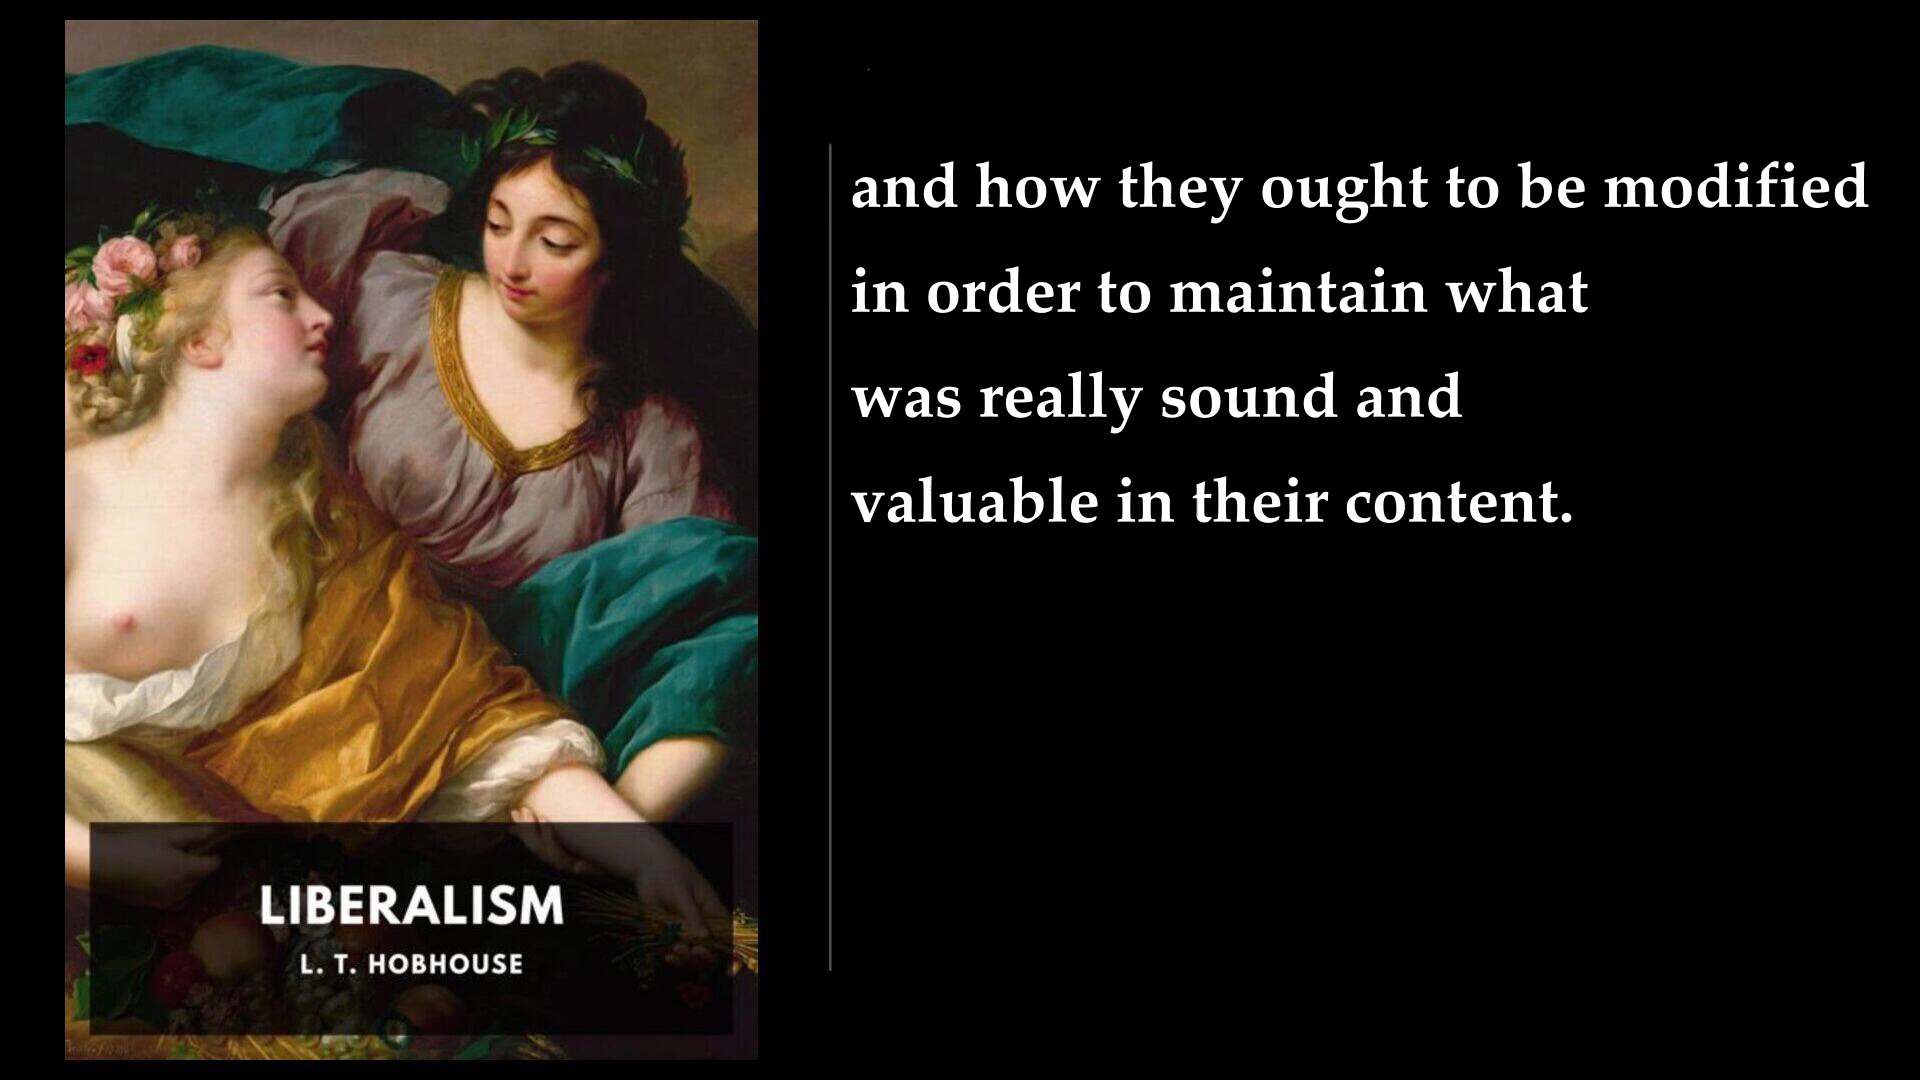 and how they ought to be modified
in order to maintain what
was really sound and
valuable in their content.
LIBERALISM
L. T. HOBHOUSE